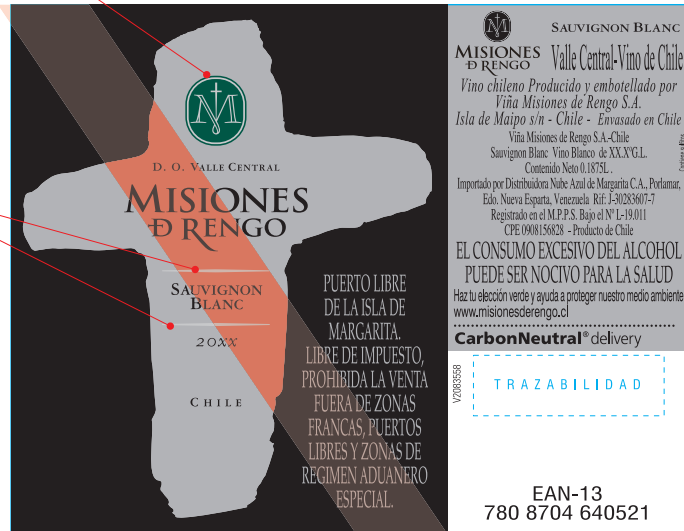 M
D. O. VALLE CENTRAL
MISIONES
D RENGO
SAUVIGNON
BLANC
20XX
CHILE
PUERTO LIBRE
DE LA ISLA DE
MARGARITA.
LIBRE DE IMPUESTO,
PROHIBIDA LA VENTA
FUERA DE ZONAS
FRANCAS, PUERTOS
LIBRES Y ZONAS DE
REGIMEN ADUANERO
ESPECIAL.
M
SAUVIGNON BLANC
MISIONES
D RENGO
Valle Central-Vino de Chile
Vino chileno Producido y embotellado por
Viña Misiones de Rengo S.A.
Isla de Maipo s/n - Chile - Envasado en Chile
Viña Misiones de Rengo S.A.-Chile
Sauvignon Blanc Vino Blanco de XX.XºG.L.
Contenido Neto 0.1875L .
Importado por Distribuidora Nube Azul de Margarita C.A., Porlamar,
Edo. Nueva Esparta, Venezuela Rif: J-30283607-7
Registrado en el M.P.P.S. Bajo el Nº L-19.011
CPE 0908156828 - Producto de Chile
EL CONSUMO EXCESIVO DEL ALCOHOL
PUEDE SER NOCIVO PARA LA SALUD
Haz tu elección verde y ayuda a proteger nuestro medio ambiente
www.misionesderengo.cl
CarbonNeutral® delivery
V2083558
TRAZABILIDAD
EAN-13
780 8704 640521